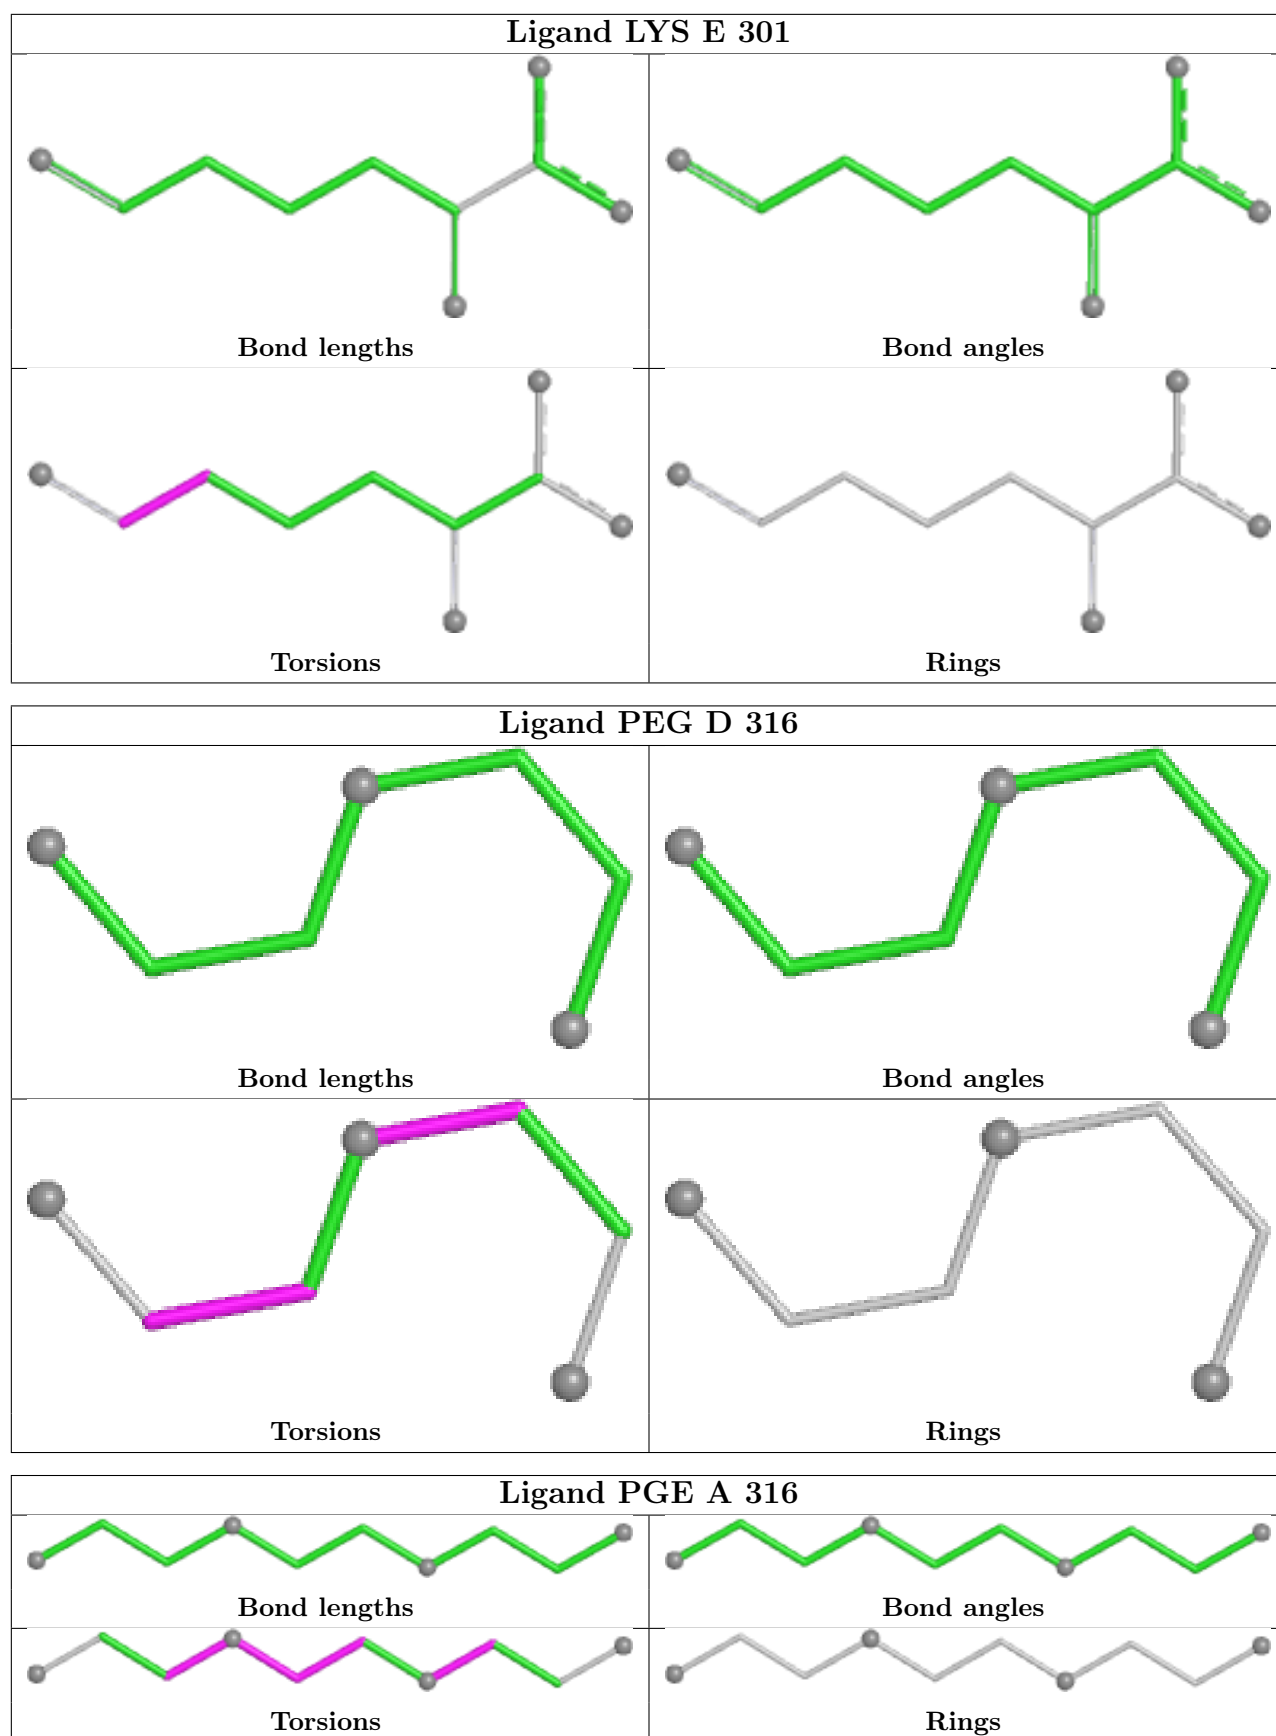 Ligand LYS E 301
Bond lengths
Bond angles
Torsions
Rings
Ligand PEG D 316
Bond lengths
Bond angles
Torsions
Rings
Ligand PGE A 316
Bond lengths
Bond angles
Torsions
Rings